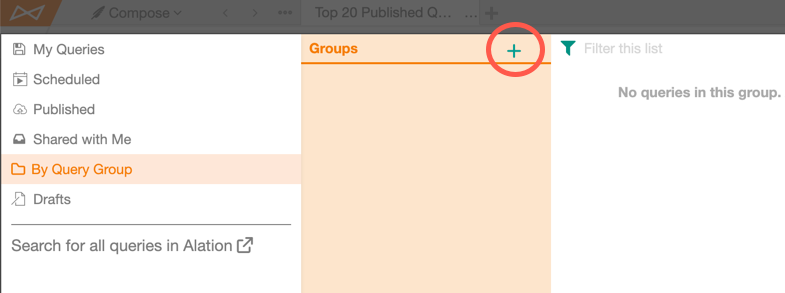 Compose
Top 20 Published Q... ...
My Queries
Scheduled
Published
Shared with Me
By Query Group
Drafts
Search for all queries in Alation
Groups
Filter this list
No queries in this group.